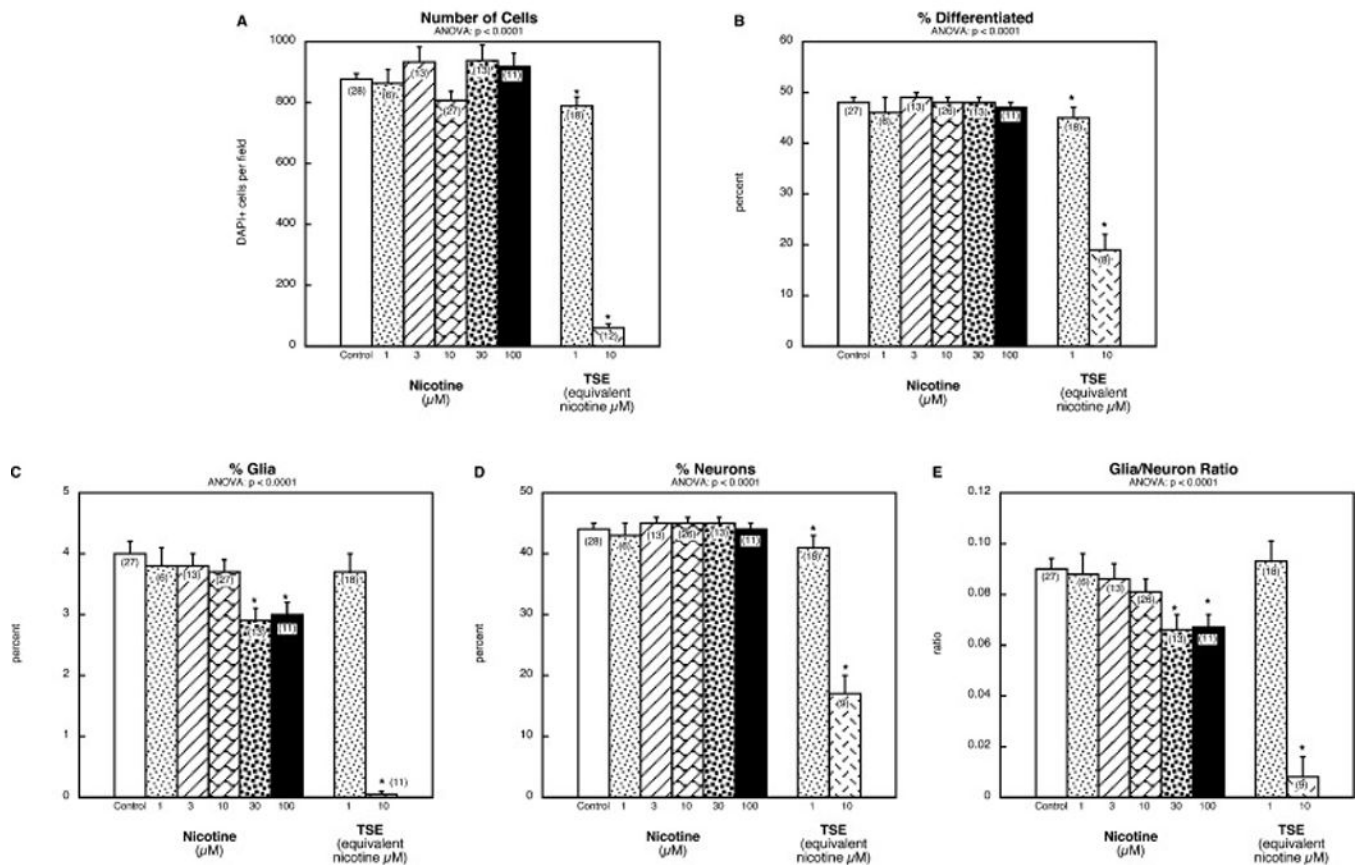 A
Number of Cells
ANOVA: p < 0.0001
DAPI+ cells per field
1000
800
600
400
200
0
(28)
(6)
(13)
(27)
(13)
(11)
*
(18)
*
(12)
Control 1 3 10 30 100 1 10
Nicotine
(µM)
TSE
(equivalent
nicotine µM)
B
% Differentiated
ANOVA: p < 0.0001
percent
60
50
40
30
20
10
0
(27)
(6)
(13)
(26)
(13)
(11)
*
(18)
*
(8)
Control 1 3 10 30 100 1 10
Nicotine
(µM)
TSE
(equivalent
nicotine µM)
C
% Glia
ANOVA: p < 0.0001
percent
5
4
3
2
1
0
(27)
(6)
(13)
(27)
*
(13)
*
(11)
(18)
* (11)
Control 1 3 10 30 100 1 10
Nicotine
(µM)
TSE
(equivalent
nicotine µM)
D
% Neurons
ANOVA: p < 0.0001
percent
50
40
30
20
10
0
(28)
(6)
(13)
(26)
(13)
(11)
*
(18)
*
(9)
Control 1 3 10 30 100 1 10
Nicotine
(µM)
TSE
(equivalent
nicotine µM)
E
Glia/Neuron Ratio
ANOVA: p < 0.0001
ratio
0.12
0.10
0.08
0.06
0.04
0.02
0
(27)
(6)
(13)
(26)
*
(13)
*
(11)
(18)
*
(9)
Control 1 3 10 30 100 1 10
Nicotine
(µM)
TSE
(equivalent
nicotine µM)